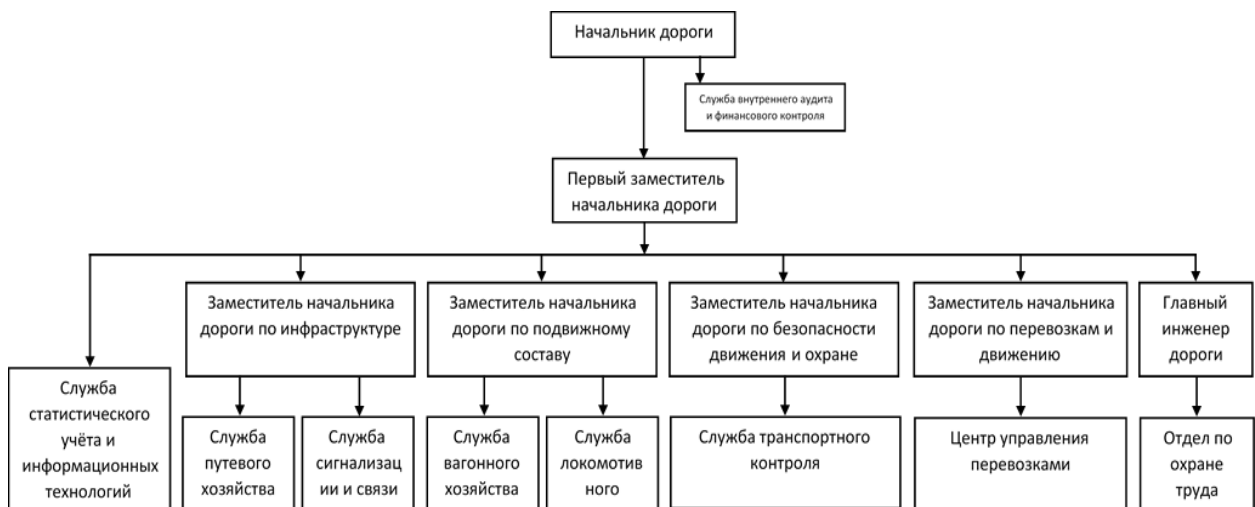 Начальник дороги
Служба внутреннего аудита
и финансового контроля
Первый заместитель
начальника дороги
Заместитель начальника
дороги по инфраструктуре
Заместитель начальника
дороги по подвижному
составу
Заместитель начальника
дороги по безопасности
движения и охране
Заместитель начальника
дороги по перевозкам и
движению
Главный
инженер
дороги
Служба
статистического
учёта и
информационных
технологий
Служба
путевого
хозяйства
Служба
сигнализац
ии и связи
Служба
вагонного
хозяйства
Служба
локомотив
ного
Служба транспортного
контроля
Центр управления
перевозками
Отдел по
охране
труда